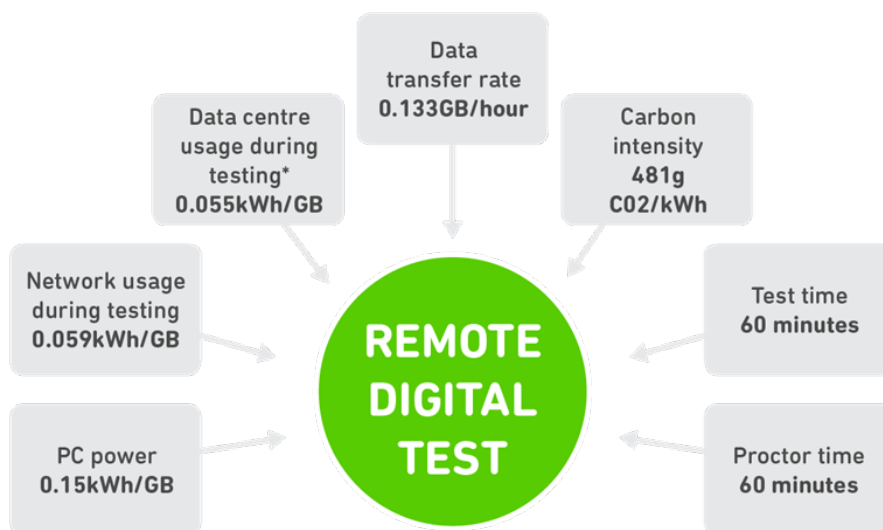 Data
transfer rate
0.133GB/hour
Data centre
usage during
testing*
0.055kWh/GB
Carbon
intensity
481g
C02/kWh
Network usage
during testing
0.059kWh/GB
Test time
60 minutes
REMOTE
DIGITAL
TEST
PC power
0.15kWh/GB
Proctor time
60 minutes